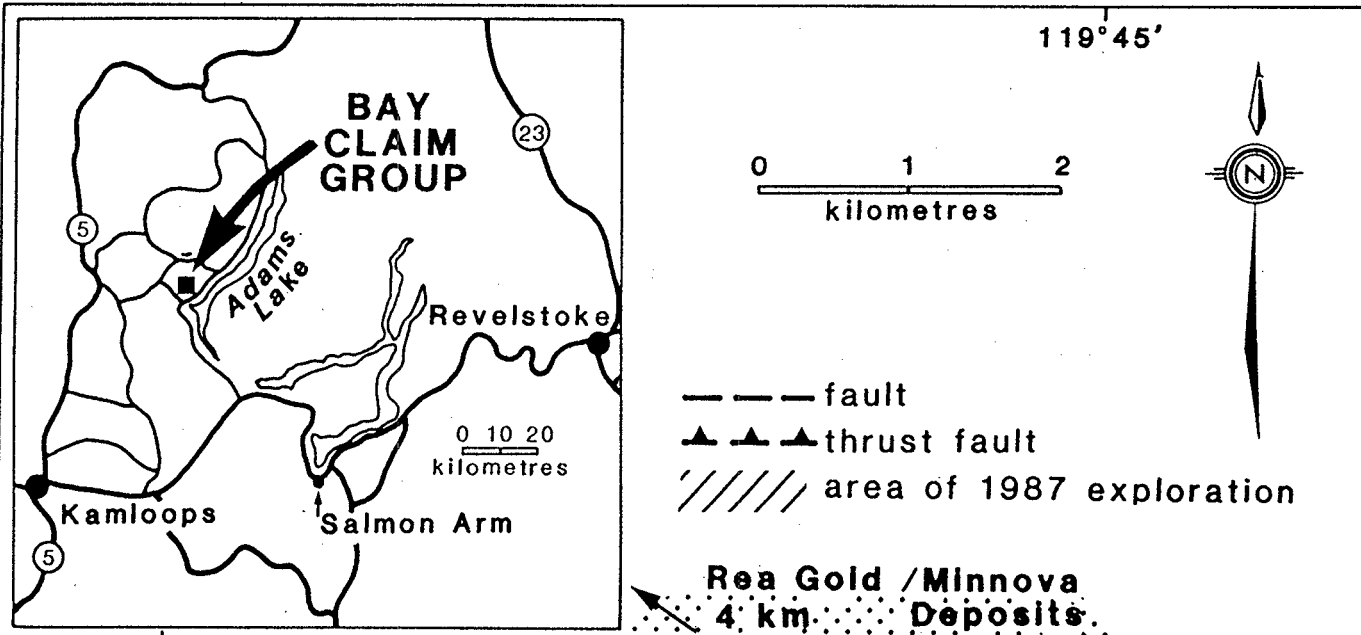 119°45'
BAY
CLAIM
GROUP
23
5
Adams
Lake
Revelstoke
0 10 20
kilometres
Kamloops
Salmon Arm
5
0 1 2
kilometres
N
fault
thrust fault
area of 1987 exploration
Rea Gold /Minnova
4 km Deposits